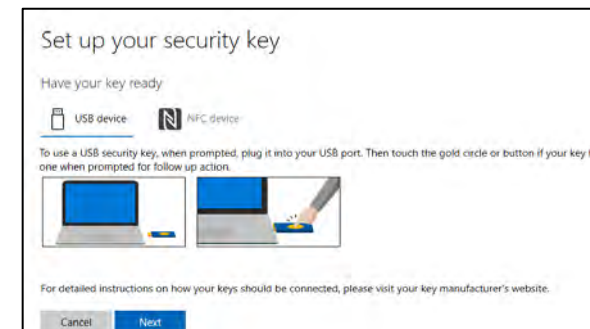 Set up your security key
Have your key ready
USB device NFC device
To use a USB security key, when prompted, plug it into your USB port. Then touch the gold circle or button if your key
one when prompted for follow up action.
For detailed instructions on how your keys should be connected, please visit your key manufacturer's website.
Cancel Next